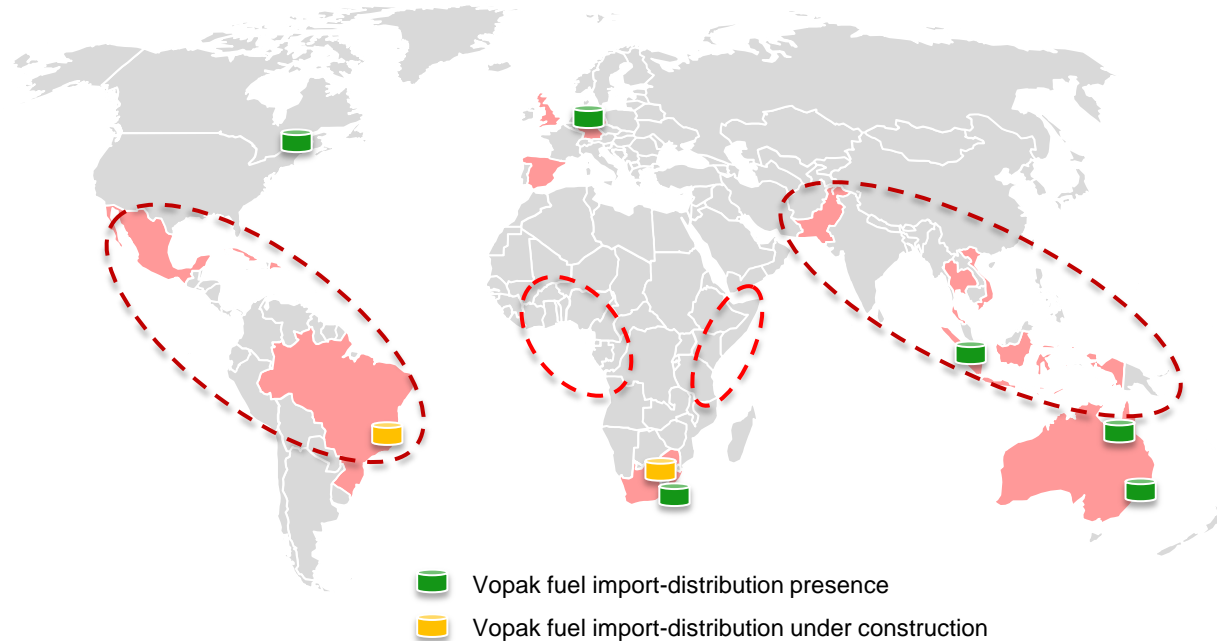 Vopak fuel import-distribution presence
Vopak fuel import-distribution under construction